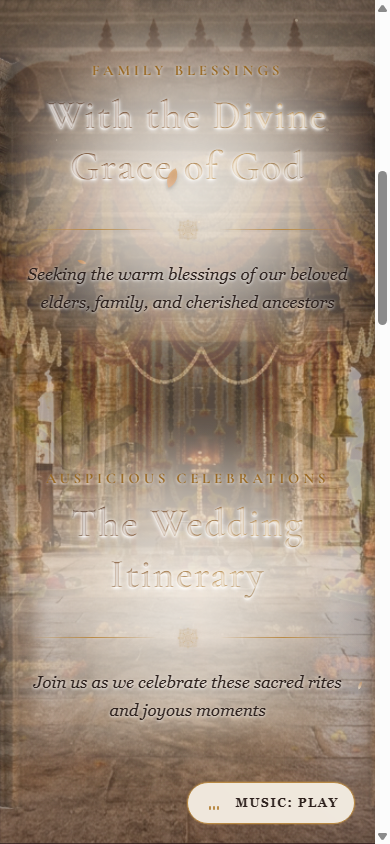 FAMILY BLESSINGS
With the Divine
Grace of God
Seeking the warm blessings of our beloved
elders, family, and cherished ancestors
AUSPICIOUS CELEBRATIONS
The Wedding
Itinerary
Join us as we celebrate these sacred rites
and joyous moments
MUSIC: PLAY